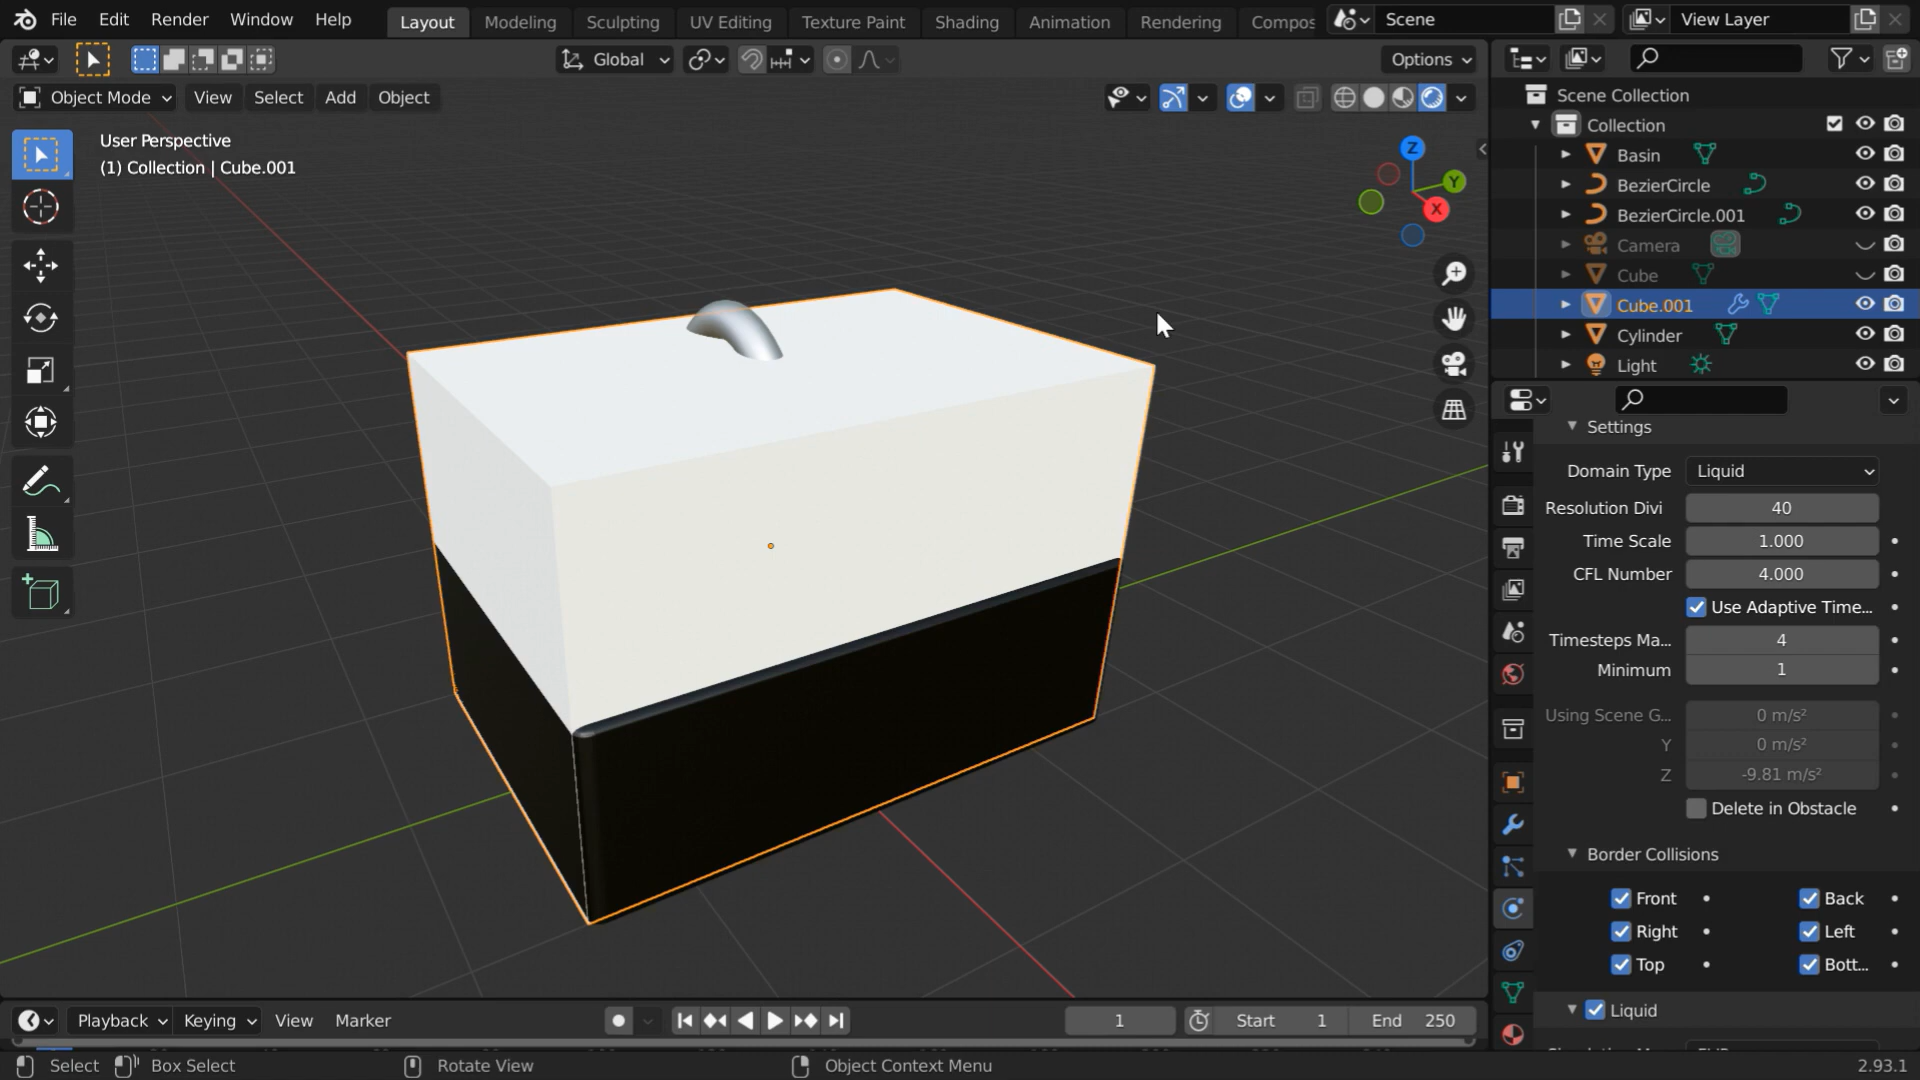 File Edit Render Window Help Layout Modeling Sculpting UV Editing Texture Paint Shading Animation Rendering Compos Scene View Layer
Global Options
Object Mode View Select Add Object
User Perspective
(1) Collection | Cube.001
Z
Y
X
Scene Collection
Collection
Basin
BezierCircle
BezierCircle.001
Camera
Cube
Cube.001
Cylinder
Light
Settings
Domain Type Liquid
Resolution Divi 40
Time Scale 1.000
CFL Number 4.000
Use Adaptive Time...
Timesteps Ma... 4
Minimum 1
Using Scene G... 0 m/s²
Y 0 m/s²
Z -9.81 m/s²
Delete in Obstacle
Border Collisions
Front Back
Right Left
Top Bott...
Liquid
Playback Keying View Marker 1 Start 1 End 250
Select Box Select Rotate View Object Context Menu 2.93.1